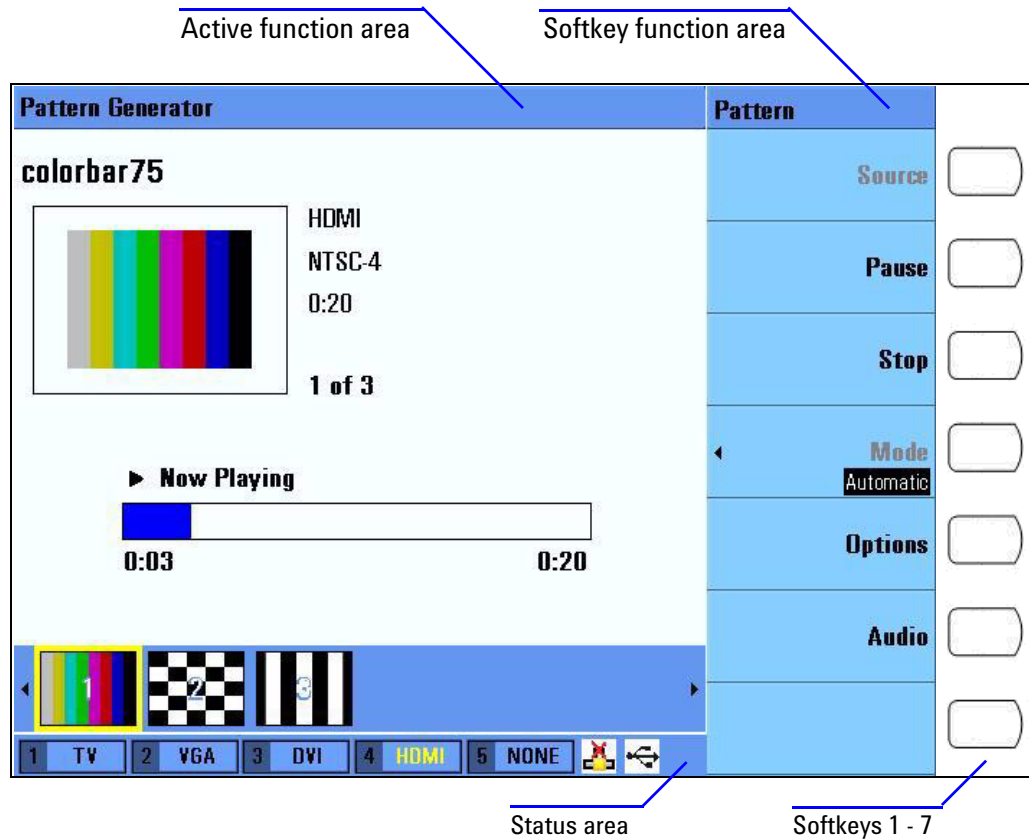 Active function area
Softkey function area
Pattern Generator
Pattern
colorbar75
HDMI
NTSC-4
0:20
1 of 3
Now Playing
0:03
0:20
Source
Pause
Stop
Mode
Automatic
Options
Audio
1
2
3
1 TV 2 VGA 3 DVI 4 HDMI 5 NONE
Status area
Softkeys 1 - 7